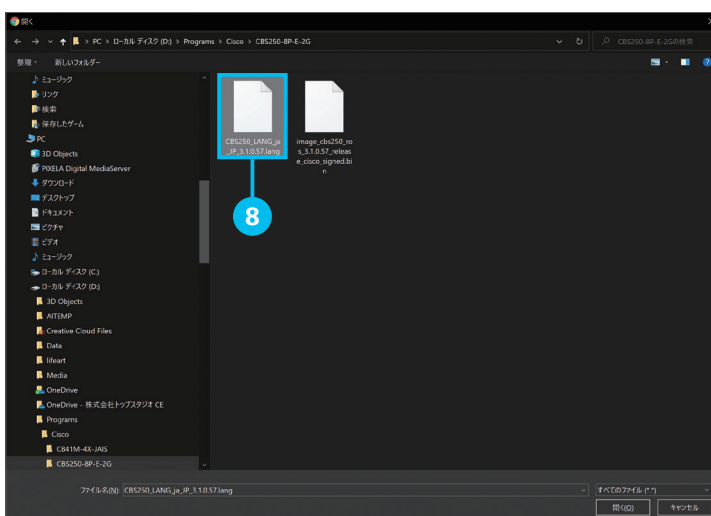 開く
PC > ローカル ディスク (D:) > Programs > Cisco > CBS250-8P-E-2G
CBS250-8P-E-2Gの検索
整理
新しいフォルダー
ミュージック
リンク
検索
保存したゲーム
PC
3D Objects
PIXELA Digital MediaServer
ダウンロード
デスクトップ
ドキュメント
ピクチャ
ビデオ
ミュージック
ローカル ディスク (C:)
ローカル ディスク (D:)
3D Objects
AITEMP
Creative Cloud Files
Data
lifeart
Media
OneDrive
OneDrive - 株式会社トップスタジオ CE
Programs
Cisco
C841M-4X-JAIS
CBS250-8P-E-2G
CBS250_LANG_ja
_JP_3.1.0.57.lang
image_cbs250_ro
s_3.1.0.57_releas
e_cisco_signed.bi
n
8
ファイル名(N):
CBS250_LANG_ja_JP_3.1.0.57.lang
すべてのファイル (*.*)
開く(O)
キャンセル